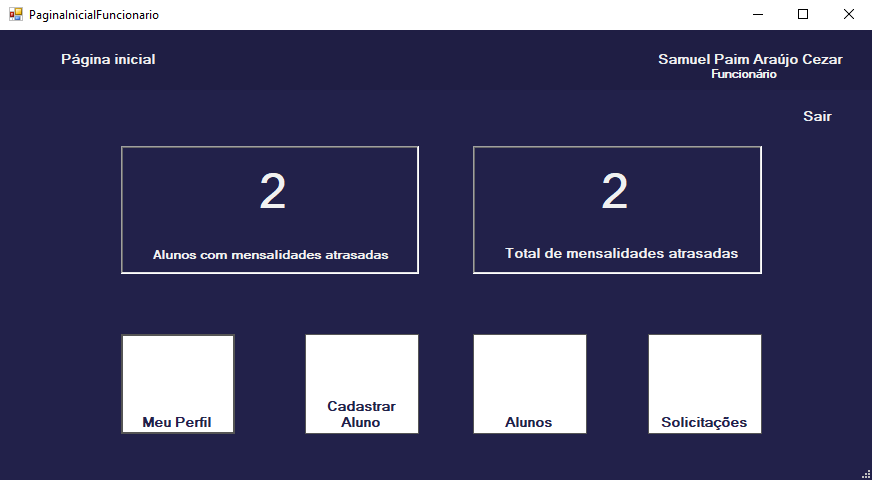 PaginaInicialFuncionario
Página inicial
Samuel Paim Araújo Cezar
Funcionário
Sair
2
Alunos com mensalidades atrasadas
2
Total de mensalidades atrasadas
Meu Perfil
Cadastrar
Aluno
Alunos
Solicitações